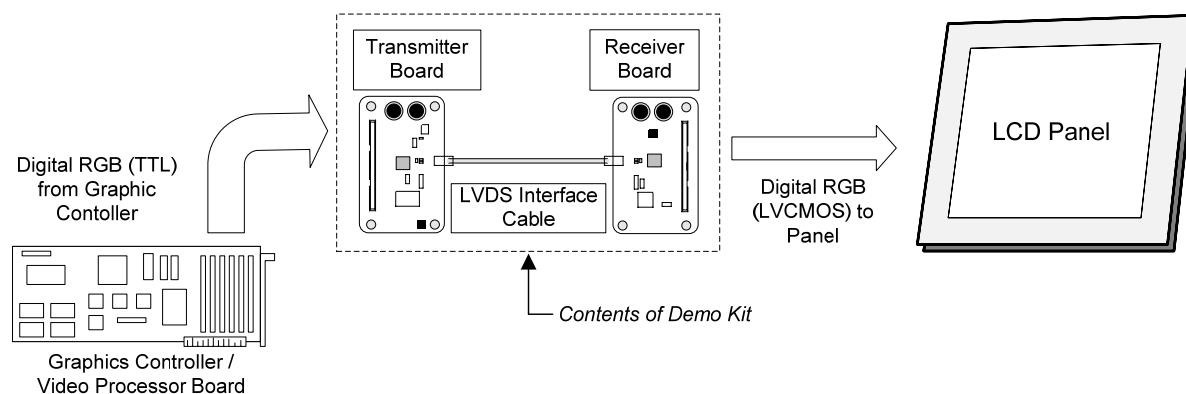 Transmitter
Board
Receiver
Board
Digital RGB (TTL)
from Graphic
Contoller
LVDS Interface
Cable
Digital RGB
(LVCMOS) to
Panel
LCD Panel
Contents of Demo Kit
Graphics Controller /
Video Processor Board